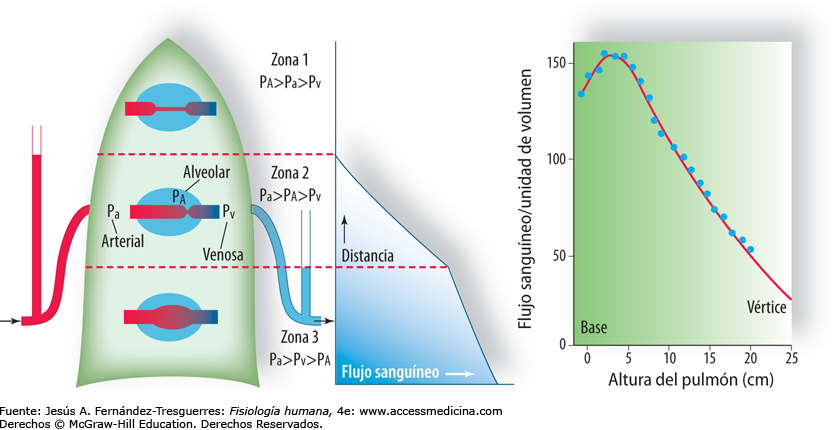 Zona 1
PA>Pa>Pv
Zona 2
Pa>PA>Pv
Alveolar
PA
Pa
Pv
Arterial
Venosa
Distancia
Zona 3
Pa>Pv>PA
Flujo sanguíneo
Flujo sanguíneo/unidad de volumen
150
100
50
0
Base
Vértice
0 5 10 15 20 25
Altura del pulmón (cm)
Fuente: Jesús A. Fernández-Tresguerres: Fisiología humana, 4e: www.accessmedicina.com
Derechos © McGraw-Hill Education. Derechos Reservados.